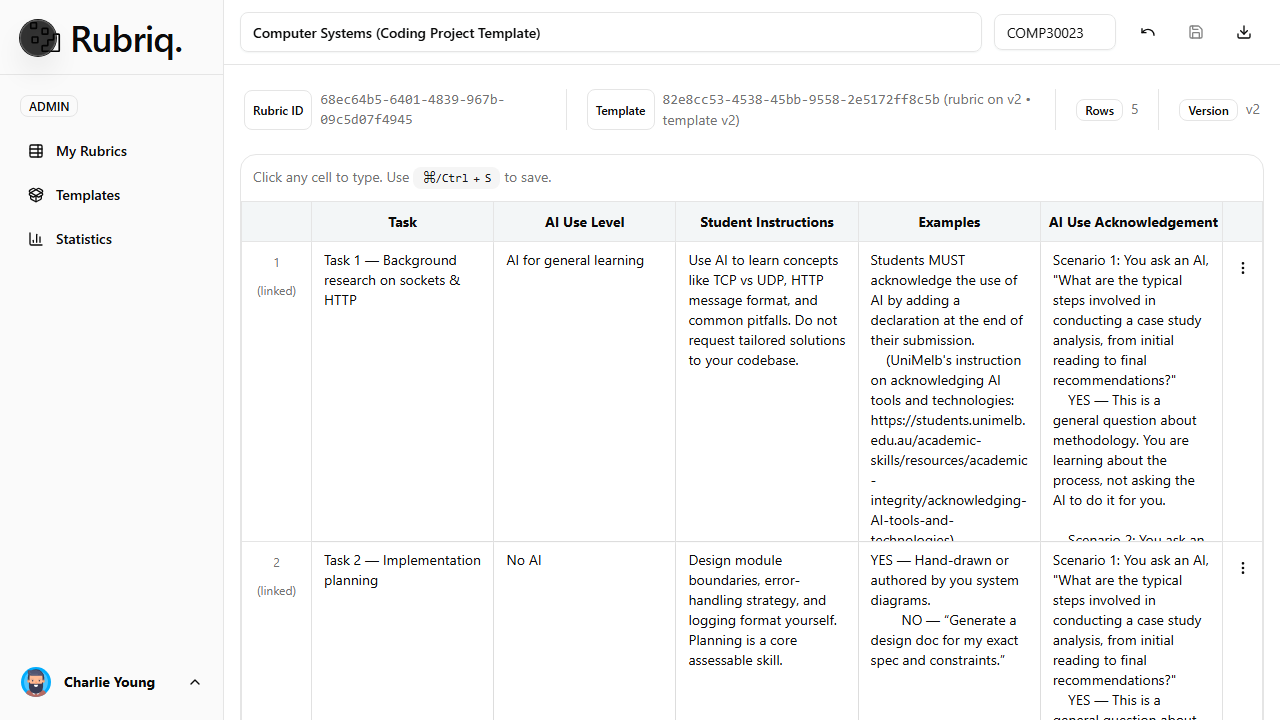 Rubriq.
ADMIN
My Rubrics
Templates
Statistics
Charlie Young
Computer Systems (Coding Project Template)
COMP30023
Rubric ID
68ec64b5-6401-4839-967b-
09c5d07f4945
Template
82e8cc53-4538-45bb-9558-2e5172ff8c5b (rubric on v2 •
template v2)
Rows
5
Version
v2
Click any cell to type. Use ⌘/Ctrl + S to save.
Task
AI Use Level
Student Instructions
Examples
AI Use Acknowledgement
1
(linked)
Task 1 — Background
research on sockets &
HTTP
AI for general learning
Use AI to learn concepts
like TCP vs UDP, HTTP
message format, and
common pitfalls. Do not
request tailored solutions
to your codebase.
Students MUST
acknowledge the use of
AI by adding a
declaration at the end of
their submission.
(UniMelb's instruction
on acknowledging AI
tools and technologies:
https://students.unimelb.
edu.au/academic-
skills/resources/academic
-
integrity/acknowledging-
AI-tools-and-
technologies)
Scenario 1: You ask an AI,
"What are the typical
steps involved in
conducting a case study
analysis, from initial
reading to final
recommendations?"
YES — This is a
general question about
methodology. You are
learning about the
process, not asking the
AI to do it for you.
Scenario 2: You ask an
2
(linked)
Task 2 — Implementation
planning
No AI
Design module
boundaries, error-
handling strategy, and
logging format yourself.
Planning is a core
assessable skill.
YES — Hand-drawn or
authored by you system
diagrams.
NO — “Generate a
design doc for my exact
spec and constraints.”
Scenario 1: You ask an AI,
"What are the typical
steps involved in
conducting a case study
analysis, from initial
reading to final
recommendations?"
YES — This is a
general question about